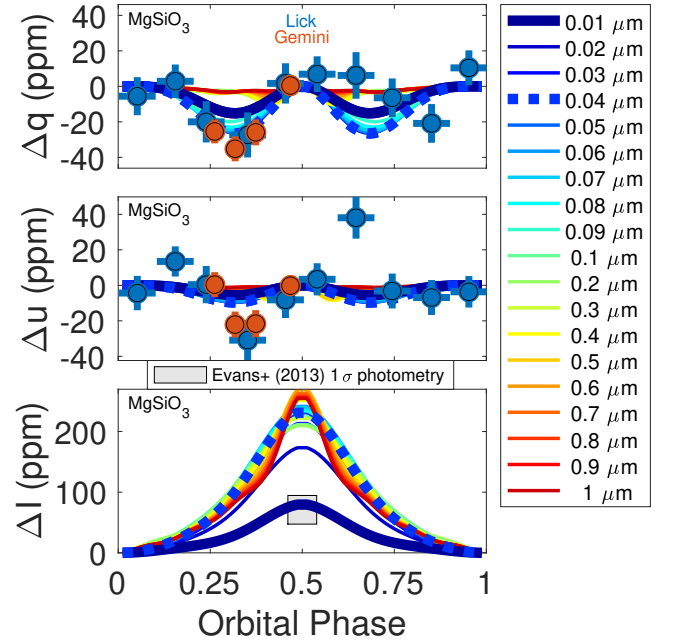 MgSiO3
Lick
Gemini
40
20
0
-20
-40
Δq (ppm)
MgSiO3
40
20
0
-20
-40
Δu (ppm)
Evans+ (2013) 1 σ photometry
MgSiO3
200
100
0
ΔI (ppm)
0
0.25
0.5
0.75
1
Orbital Phase
0.01 μm
0.02 μm
0.03 μm
0.04 μm
0.05 μm
0.06 μm
0.07 μm
0.08 μm
0.09 μm
0.1 μm
0.2 μm
0.3 μm
0.4 μm
0.5 μm
0.6 μm
0.7 μm
0.8 μm
0.9 μm
1 μm